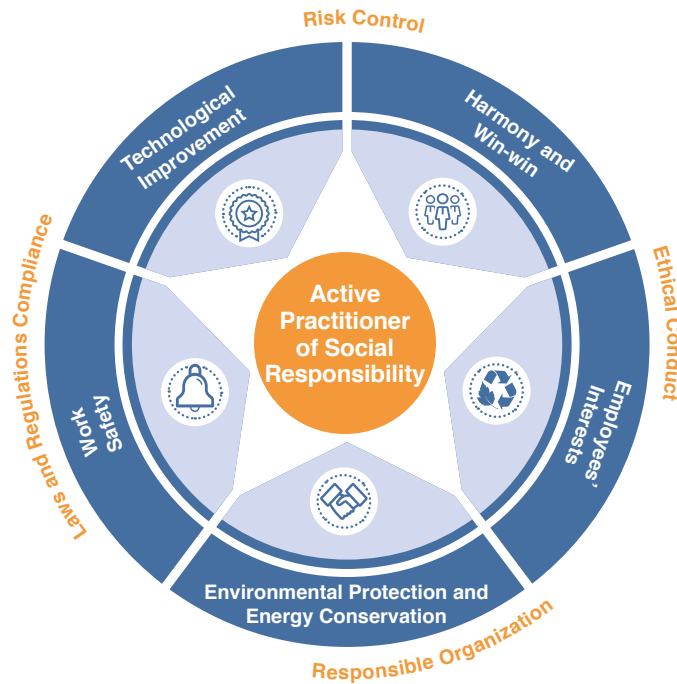 Risk Control
Technological
Improvement
Harmony and
Win-win
Laws and Regulations Compliance
Ethical Conduct
Active
Practitioner
of Social
Responsibility
Work
Safety
Employees’
Interests
Environmental Protection and
Energy Conservation
Responsible Organization